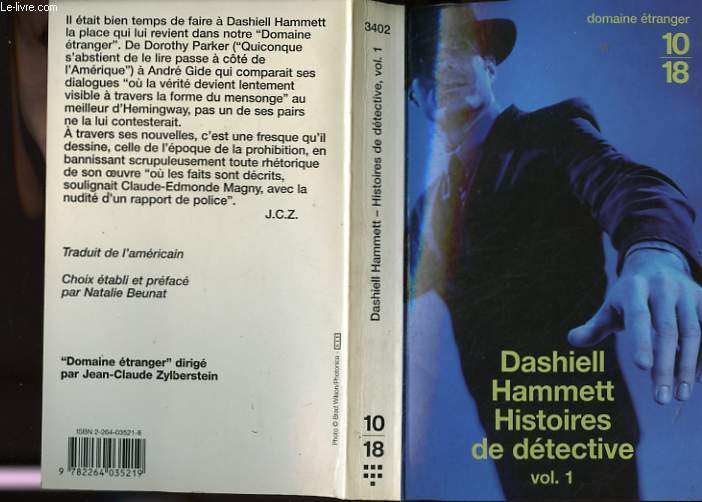 Le-livre.com
Il était bien temps de faire à Dashiell Hammett
la place qui lui revient dans notre “Domaine
étranger”. De Dorothy Parker (“Quiconque
s’abstient de le lire passe à côté de
l’Amérique”) à André Gide qui comparait ses
dialogues “où la vérité devient lentement
visible à travers la forme du mensonge” au
meilleur d’Hemingway, pas un de ses pairs
ne la lui contesterait.
À travers ses nouvelles, c’est une fresque qu’il
dessine, celle de l’époque de la prohibition, en
bannissant scrupuleusement toute rhétorique
de son œuvre “où les faits sont décrits,
soulignait Claude-Edmonde Magny, avec la
nudité d’un rapport de police”.
J.C.Z.
Traduit de l’américain
Choix établi et préfacé
par Natalie Beunat
“Domaine étranger” dirigé
par Jean-Claude Zylberstein
ISBN 2-264-03521-8
9 782264 035219
Photo © Brad Wilson/Photonica -
3402
Dashiell Hammett – Histoires de détective, vol. 1
10
18
domaine étranger
10
18
Dashiell
Hammett
Histoires
de détective
vol. 1